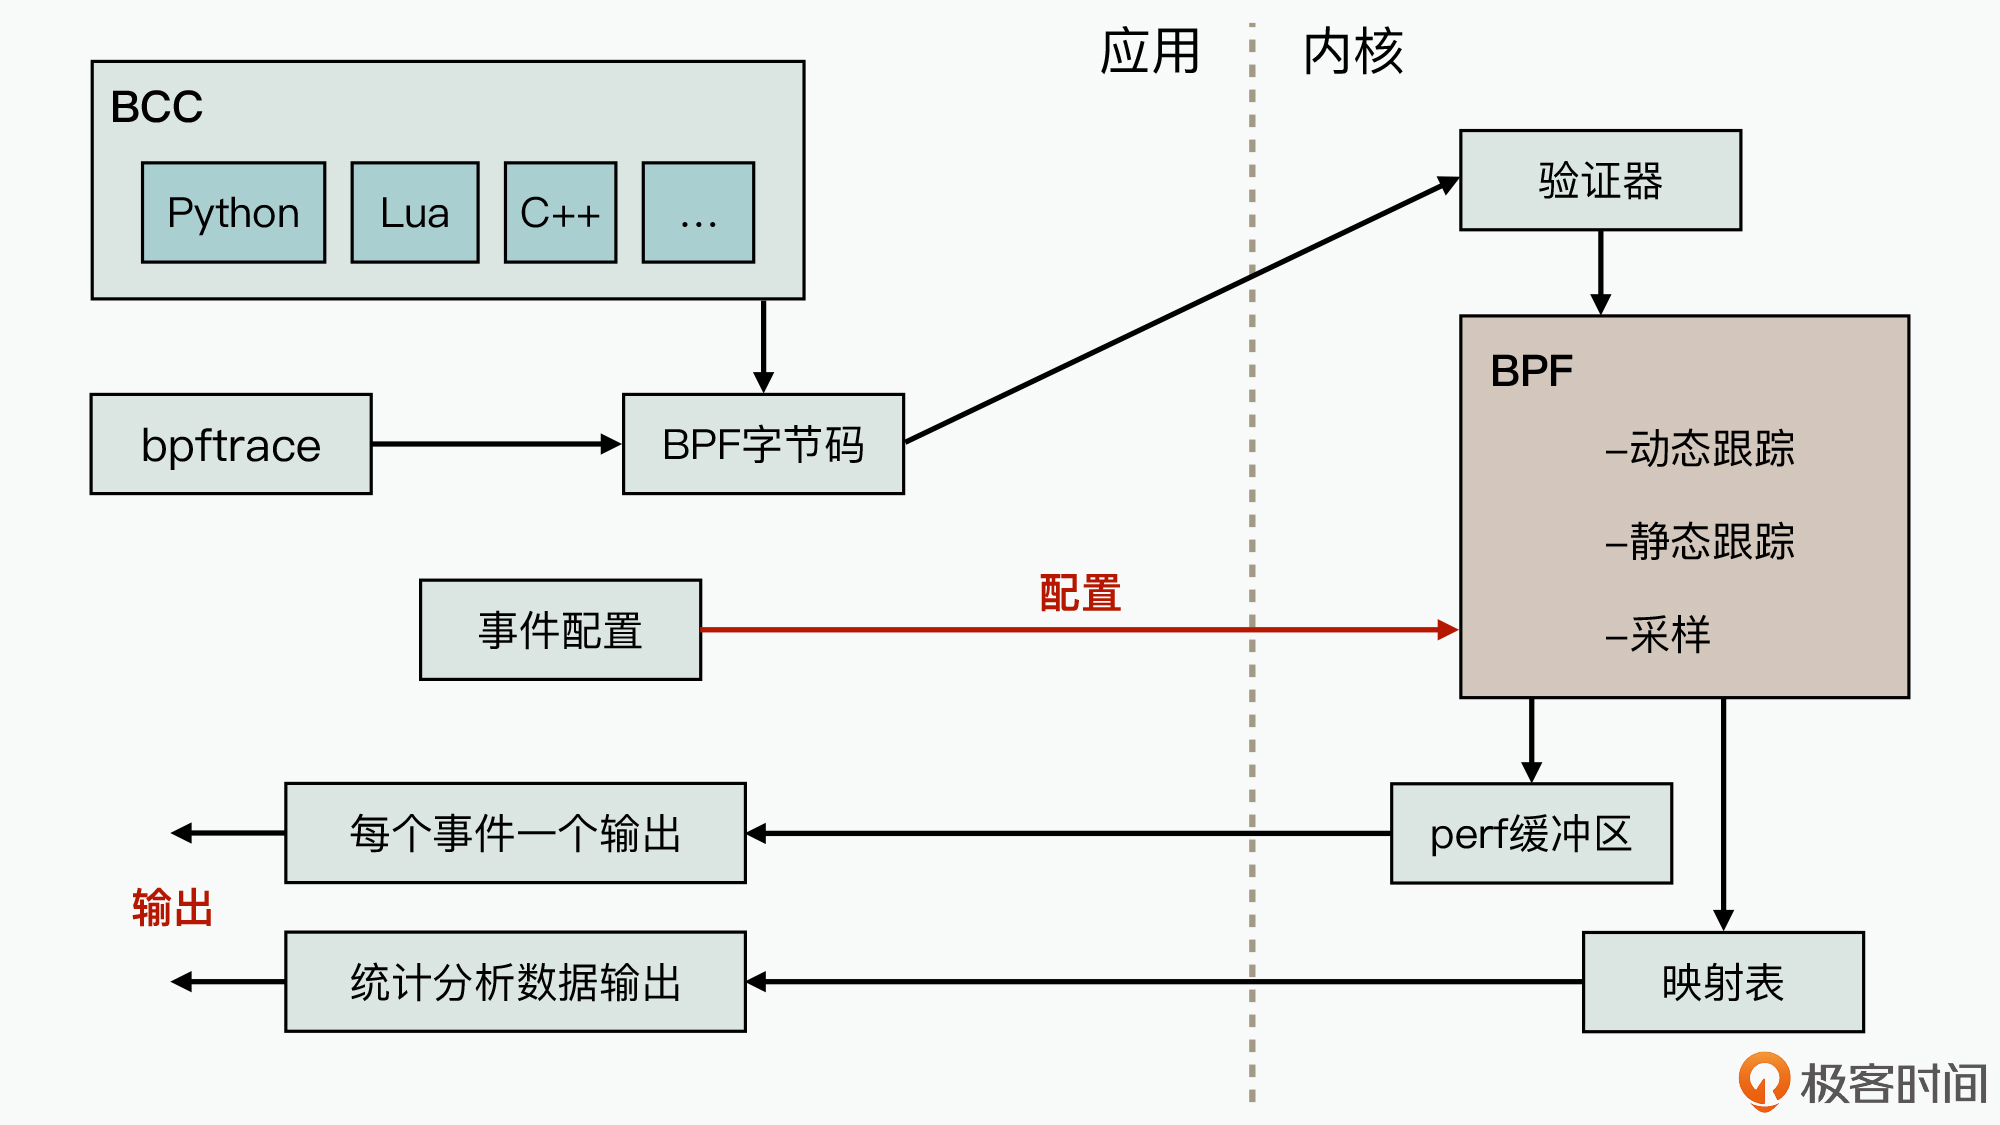 应用
内核
BCC
Python
Lua
C++
...
验证器
bpftrace
BPF字节码
BPF
–动态跟踪
–静态跟踪
–采样
事件配置
配置
每个事件一个输出
perf缓冲区
输出
统计分析数据输出
映射表
极客时间